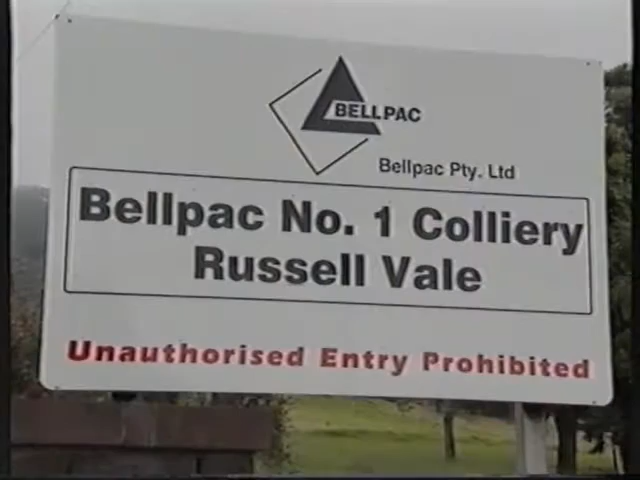 BELLPAC
Bellpac Pty. Ltd
Bellpac No. 1 Colliery
Russell Vale
Unauthorised Entry Prohibited